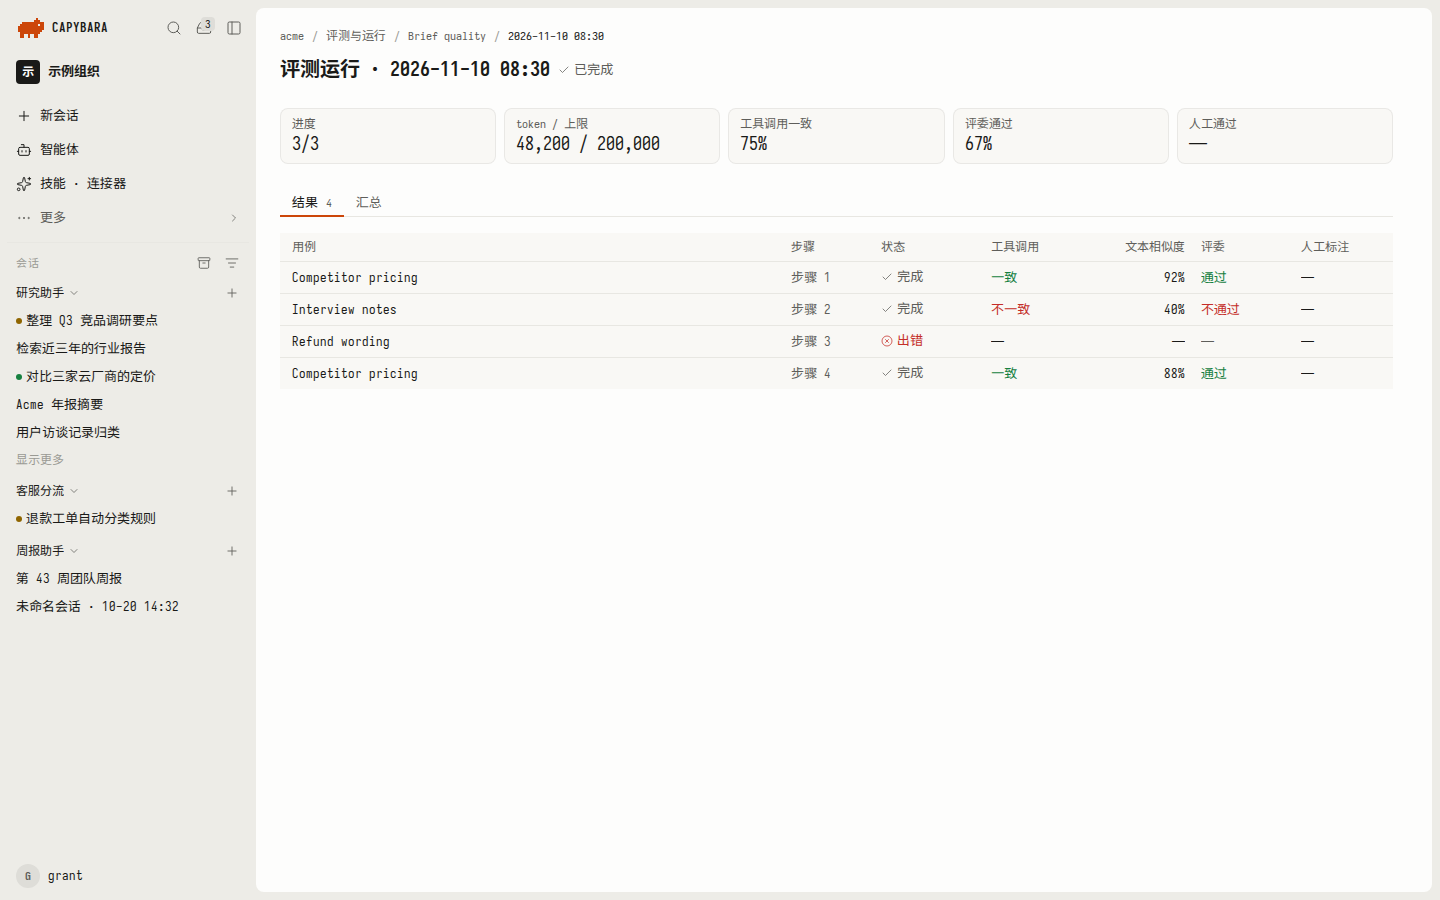 CAPYBARA
3
示 示例组织
新会话
智能体
技能 · 连接器
更多
会话
研究助手
整理 Q3 竞品调研要点
检索近三年的行业报告
对比三家云厂商的定价
Acme 年报摘要
用户访谈记录归类
显示更多
客服分流
退款工单自动分类规则
周报助手
第 43 周团队周报
未命名会话 · 10-20 14:32
G grant
acme / 评测与运行 / Brief quality / 2026-11-10 08:30
评测运行 · 2026-11-10 08:30 已完成
进度
3/3
token / 上限
48,200 / 200,000
工具调用一致
75%
评委通过
67%
人工通过
—
结果 4 汇总
用例 步骤 状态 工具调用 文本相似度 评委 人工标注
Competitor pricing 步骤 1 完成 一致 92% 通过 —
Interview notes 步骤 2 完成 不一致 40% 不通过 —
Refund wording 步骤 3 出错 — — — —
Competitor pricing 步骤 4 完成 一致 88% 通过 —